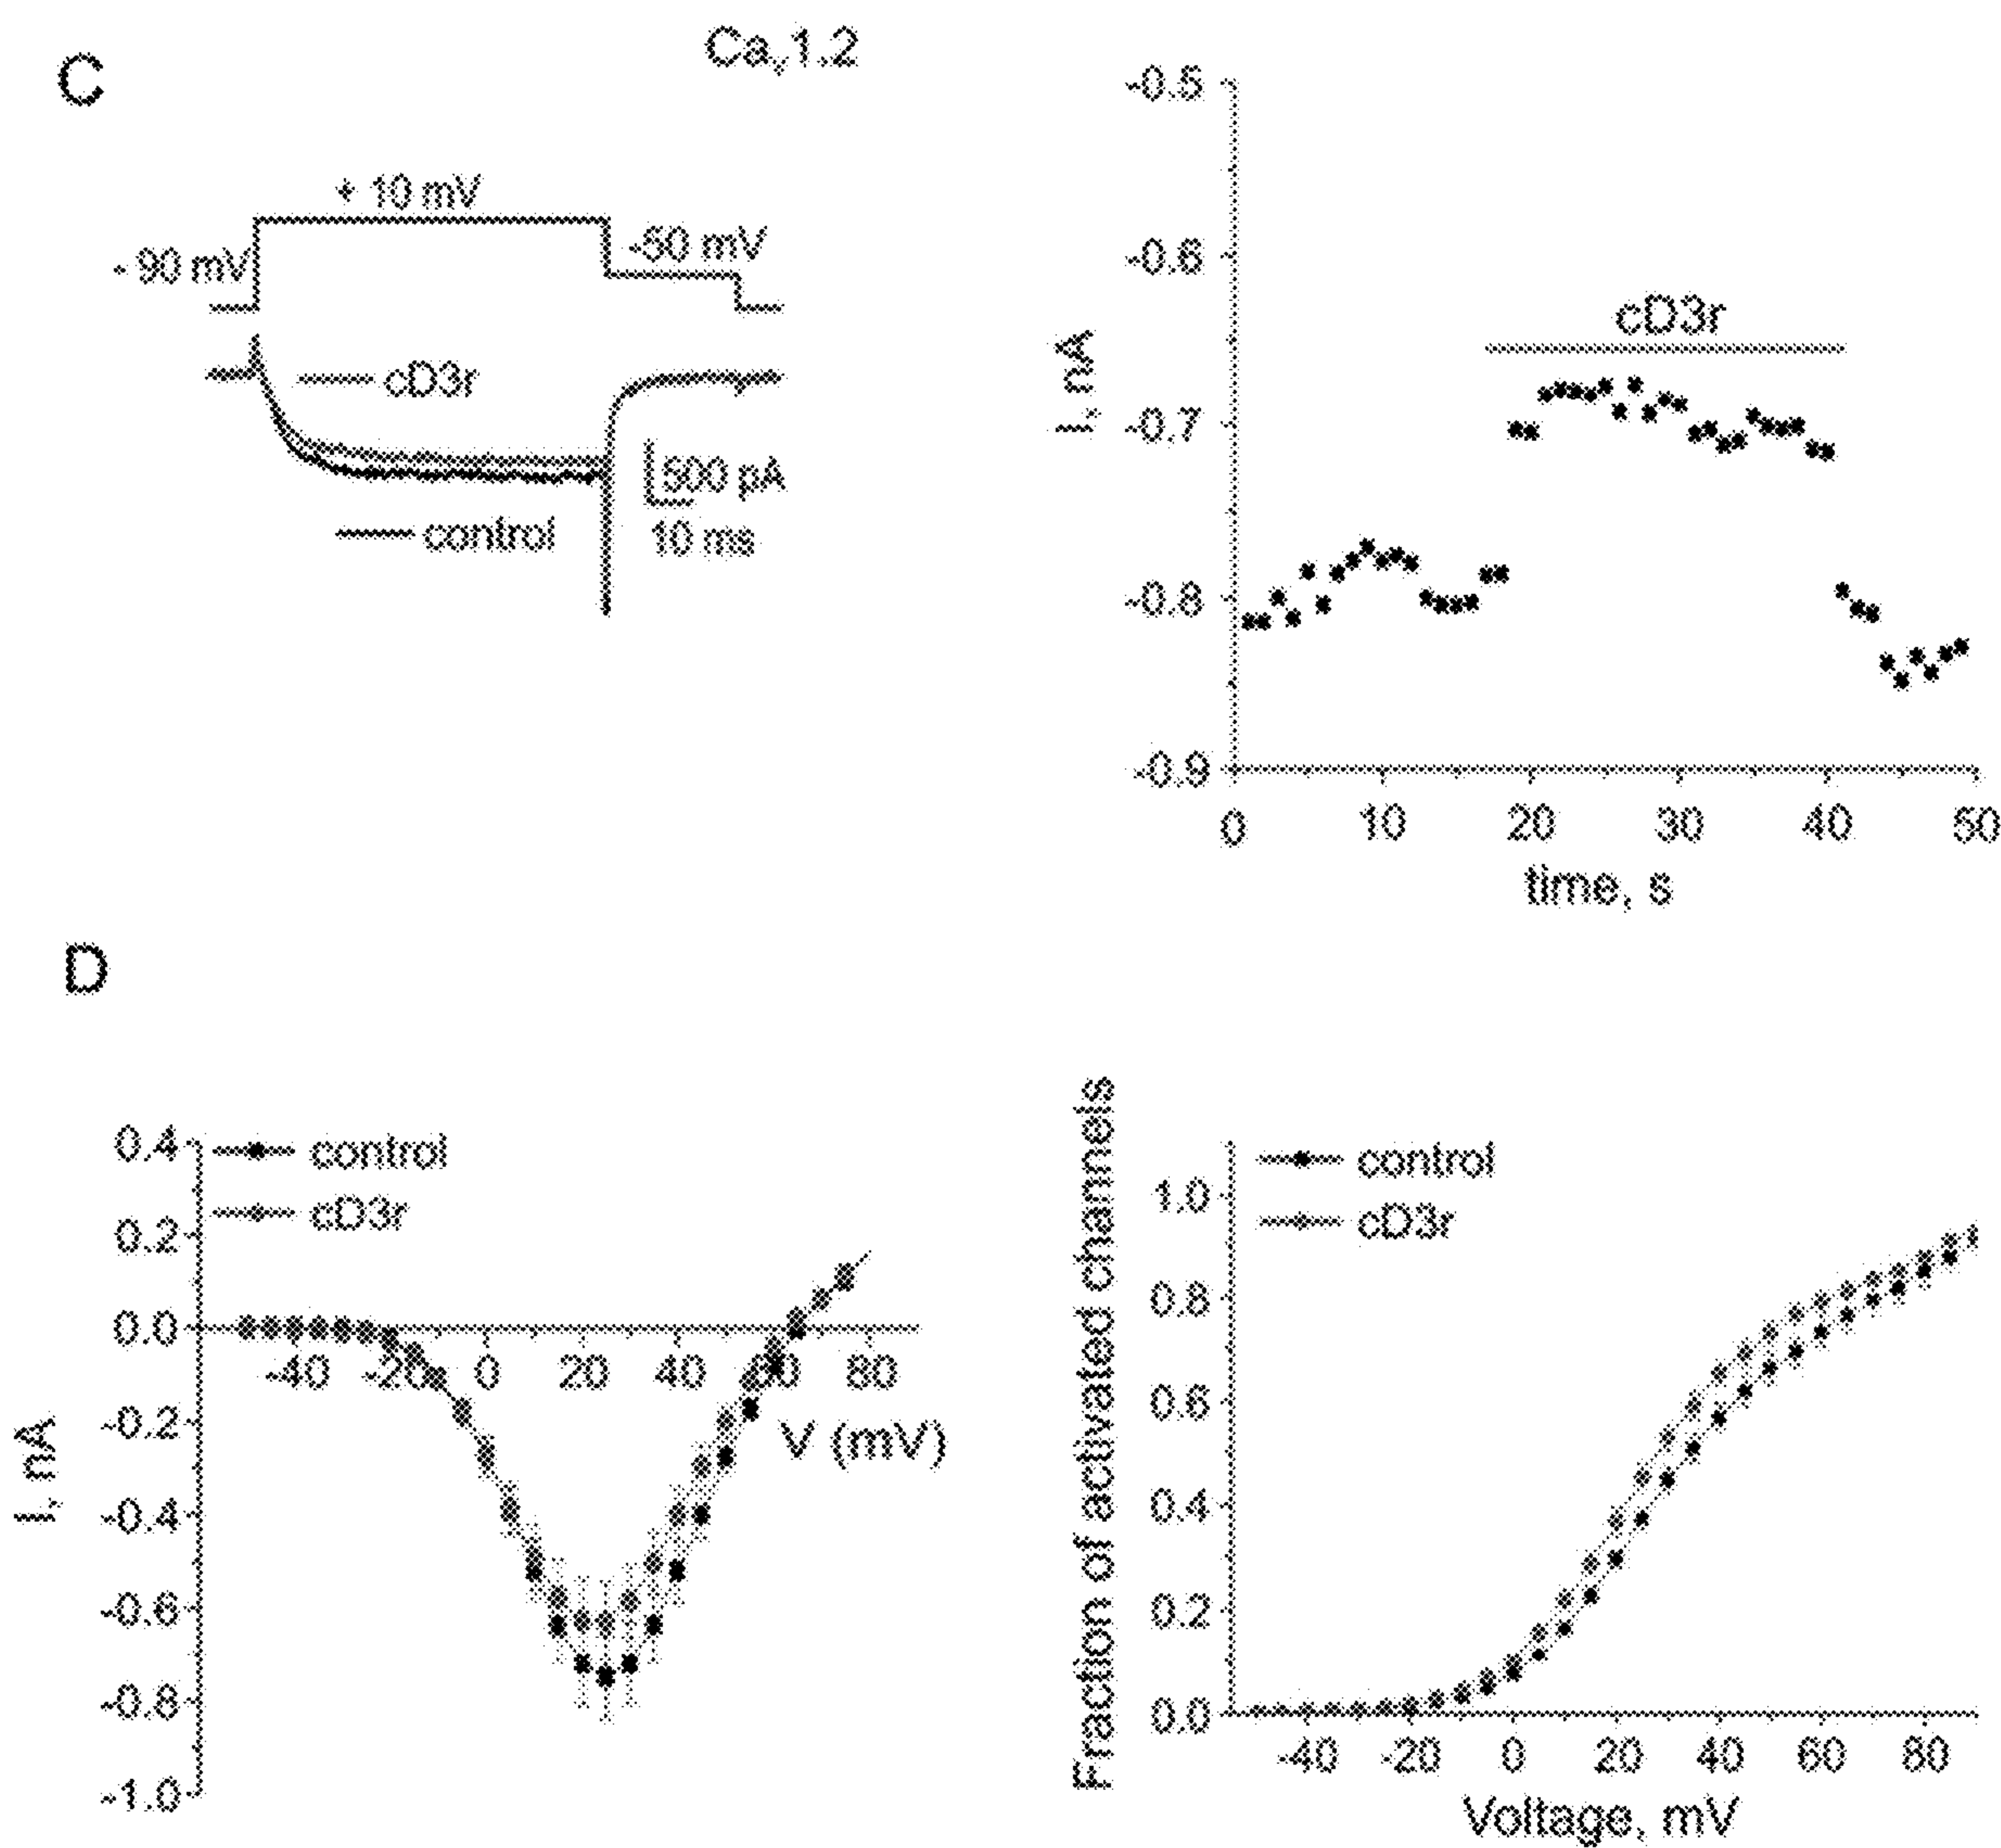 C
Cav1.2
+ 10 mV
- 90 mV
-50 mV
cD3r
500 pA
control
10 ms
-0.5
-0.6
-0.7
-0.8
-0.9
I, nA
cD3r
0 10 20 30 40 50
time, s
D
0.4
0.2
0.0
-0.2
-0.4
-0.6
-0.8
-1.0
I, nA
control
cD3r
-40 -20 0 20 40 60 80
V (mV)
Fraction of activated channels
1.0
0.8
0.6
0.4
0.2
0.0
control
cD3r
-40 -20 0 20 40 60 80
Voltage, mV